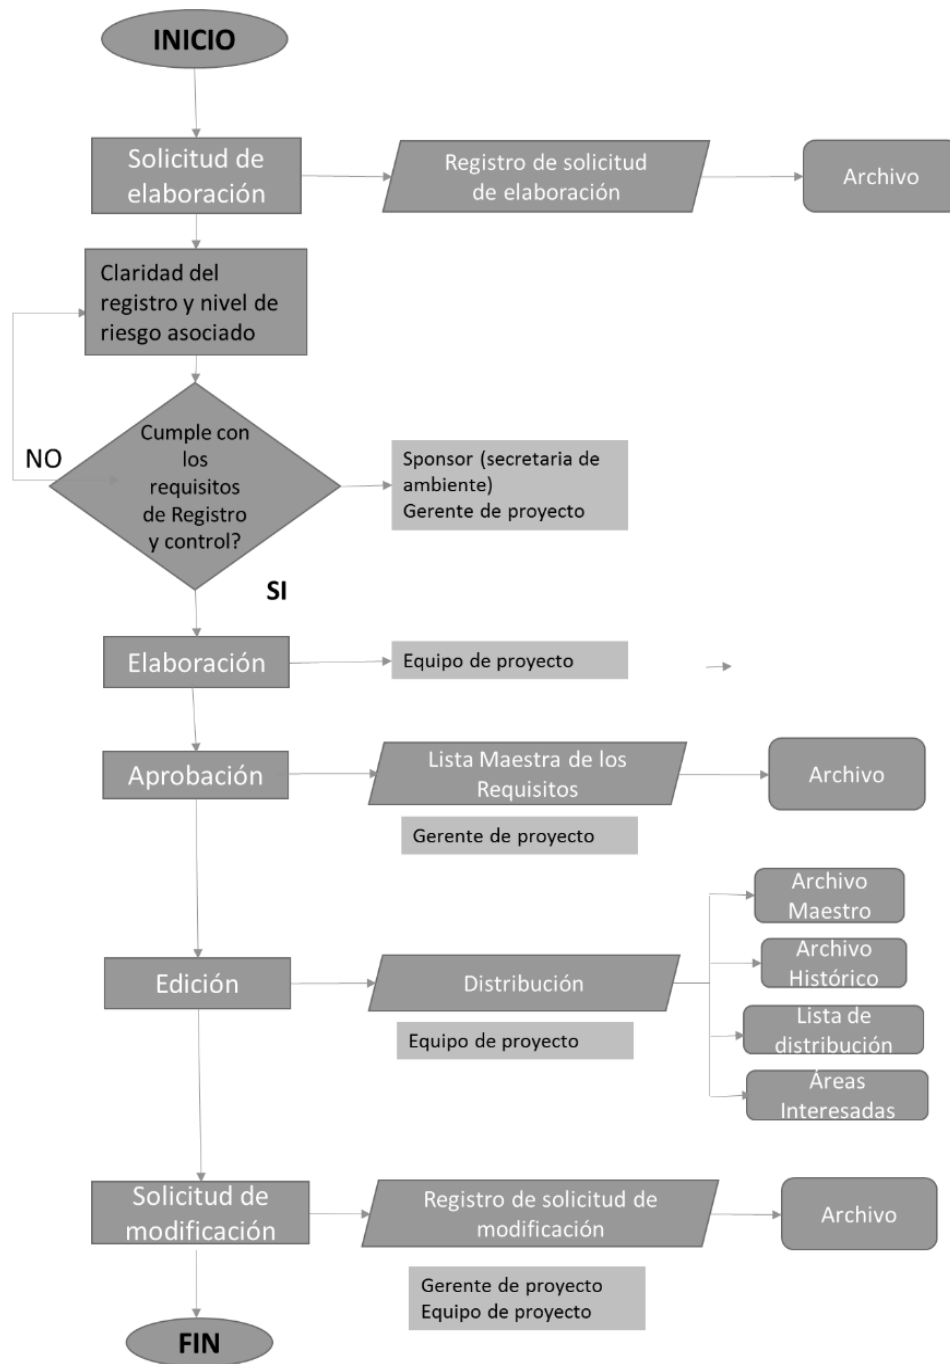 INICIO
Solicitud de
elaboración
Registro de solicitud
de elaboración
Archivo
Claridad del
registro y nivel de
riesgo asociado
Cumple con
los
requisitos
de Registro
y control?
NO
Sponsor (secretaria de
ambiente)
Gerente de proyecto
SI
Elaboración
Equipo de proyecto
Aprobación
Lista Maestra de los
Requisitos
Archivo
Gerente de proyecto
Edición
Distribución
Equipo de proyecto
Archivo
Maestro
Archivo
Histórico
Lista de
distribución
Áreas
Interesadas
Solicitud de
modificación
Registro de solicitud de
modificación
Archivo
Gerente de proyecto
Equipo de proyecto
FIN